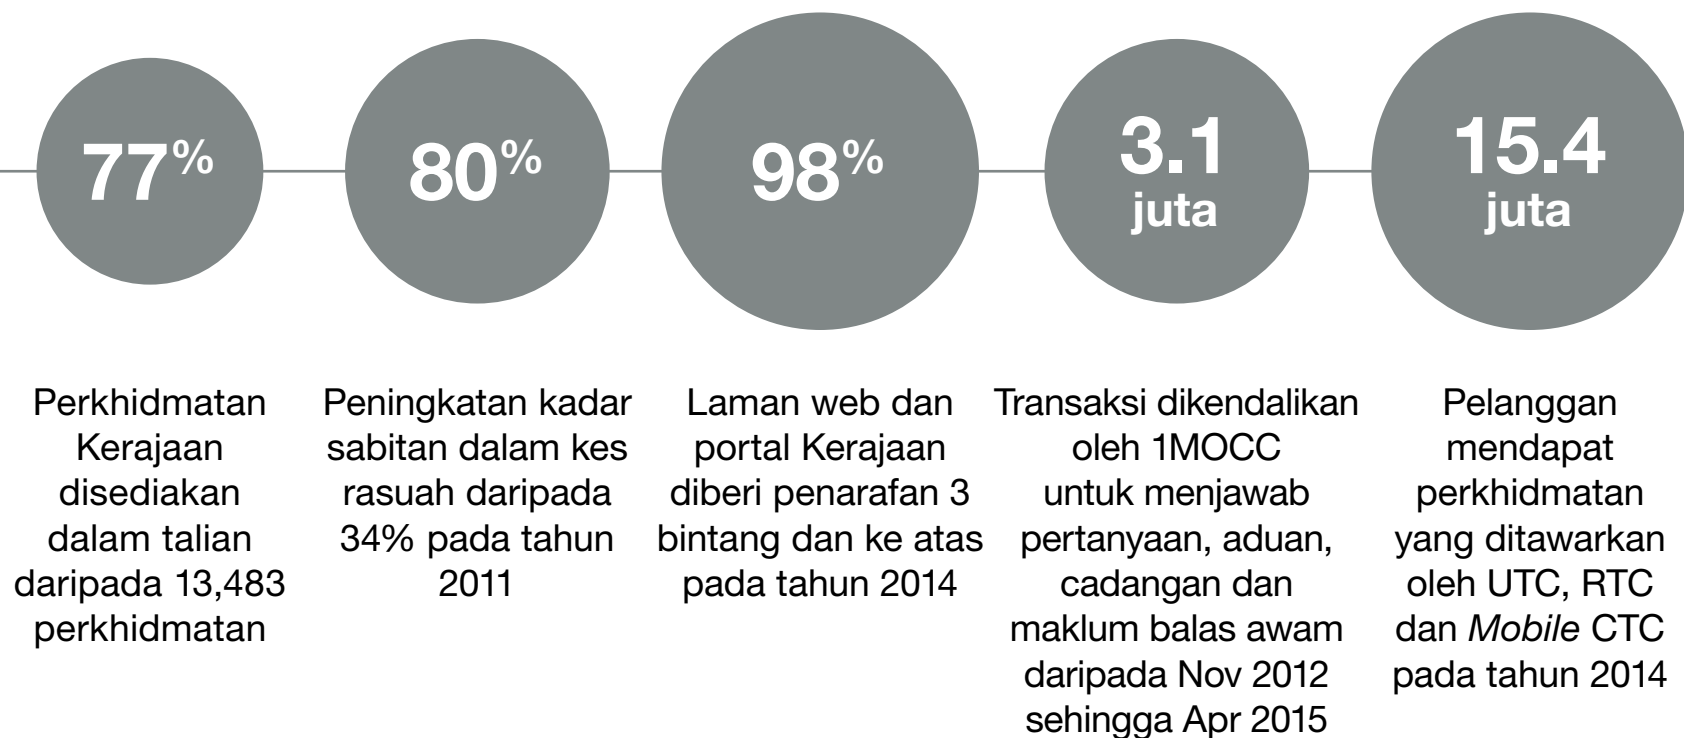 77%
Perkhidmatan
Kerajaan
disediakan
dalam talian
daripada 13,483
perkhidmatan
80%
Peningkatan kadar
sabitan dalam kes
rasuah daripada
34% pada tahun
2011
98%
Laman web dan
portal Kerajaan
diberi penarafan 3
bintang dan ke atas
pada tahun 2014
3.1
juta
Transaksi dikendalikan
oleh 1MOCC
untuk menjawab
pertanyaan, aduan,
cadangan dan
maklum balas awam
daripada Nov 2012
sehingga Apr 2015
15.4
juta
Pelanggan
mendapat
perkhidmatan
yang ditawarkan
oleh UTC, RTC
dan Mobile CTC
pada tahun 2014